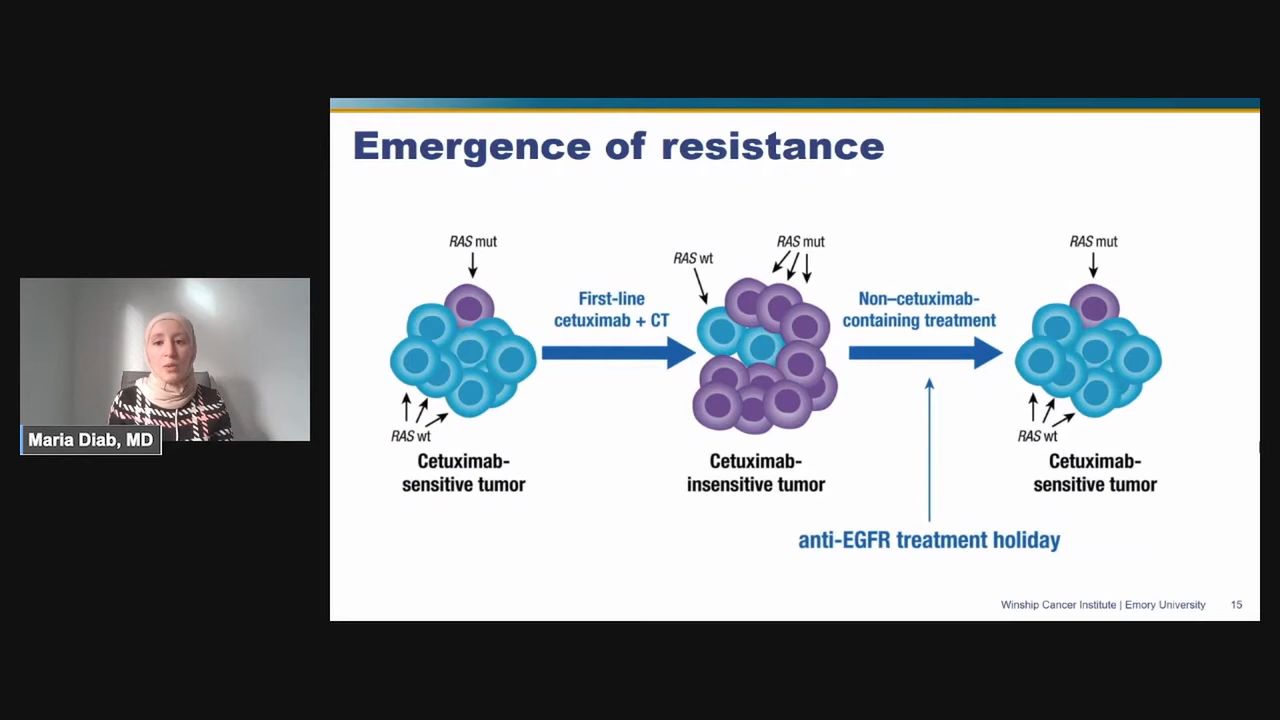 Emergence of resistance
RAS mut
First-line
cetuximab + CT
RAS wt
Cetuximab-
sensitive tumor
RAS wt
RAS mut
Cetuximab-
insensitive tumor
Non–cetuximab-
containing treatment
anti-EGFR treatment holiday
RAS mut
RAS wt
Cetuximab-
sensitive tumor
Winship Cancer Institute | Emory University
15
Maria Diab, MD